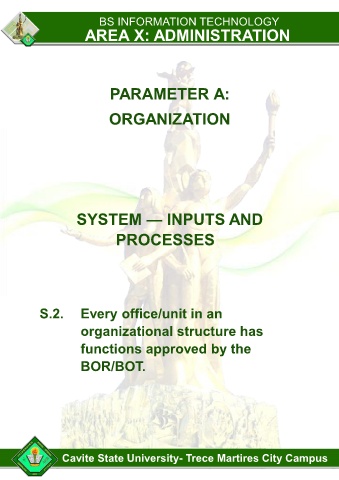 BS INFORMATION TECHNOLOGY
AREA X: ADMINISTRATION
PARAMETER A:
ORGANIZATION
SYSTEM — INPUTS AND
PROCESSES
S.2. Every office/unit in an
organizational structure has
functions approved by the
BOR/BOT.
Cavite State University- Trece Martires City Campus